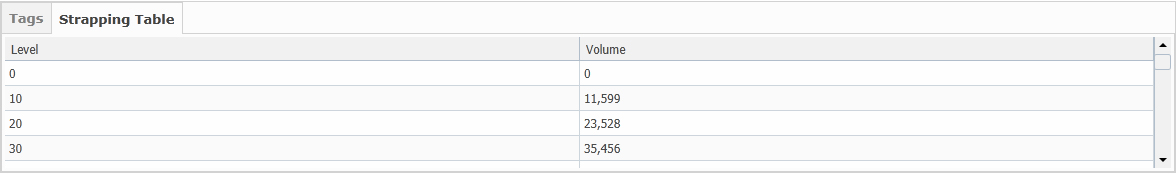 Tags Strapping Table
Level Volume
0 0
10 11,599
20 23,528
30 35,456